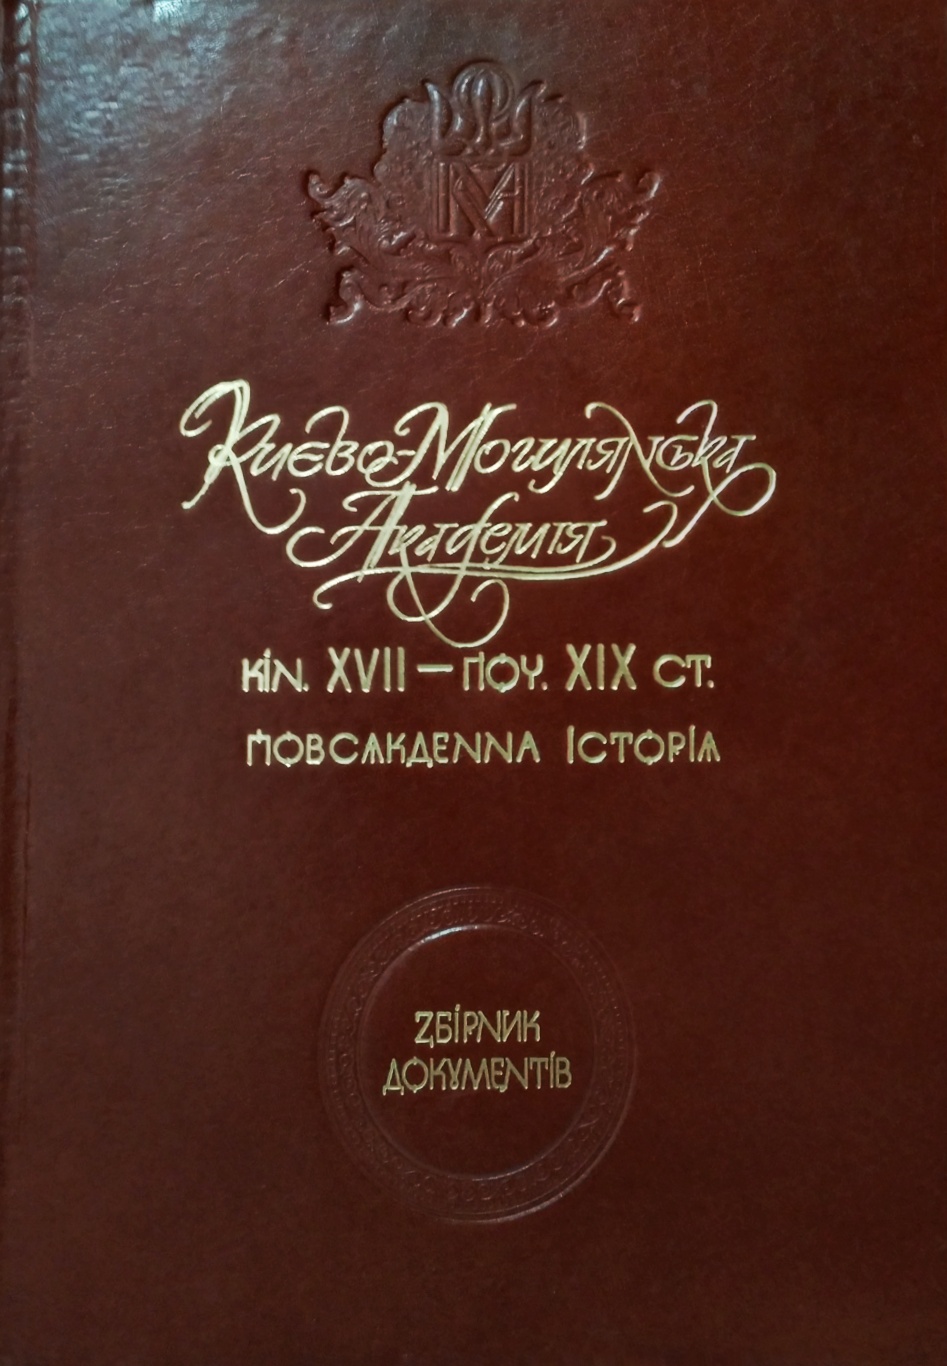 Києво-Могилянська
Академія
кін. XVII – поч. XIX ст.
повсякденна історія
збірник
документів